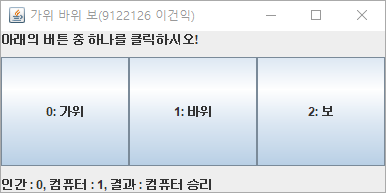 가위 바위 보(9122126 이건익)
아래의 버튼 중 하나를 클릭하시오!
0: 가위
1: 바위
2: 보
인간 : 0, 컴퓨터 : 1, 결과 : 컴퓨터 승리